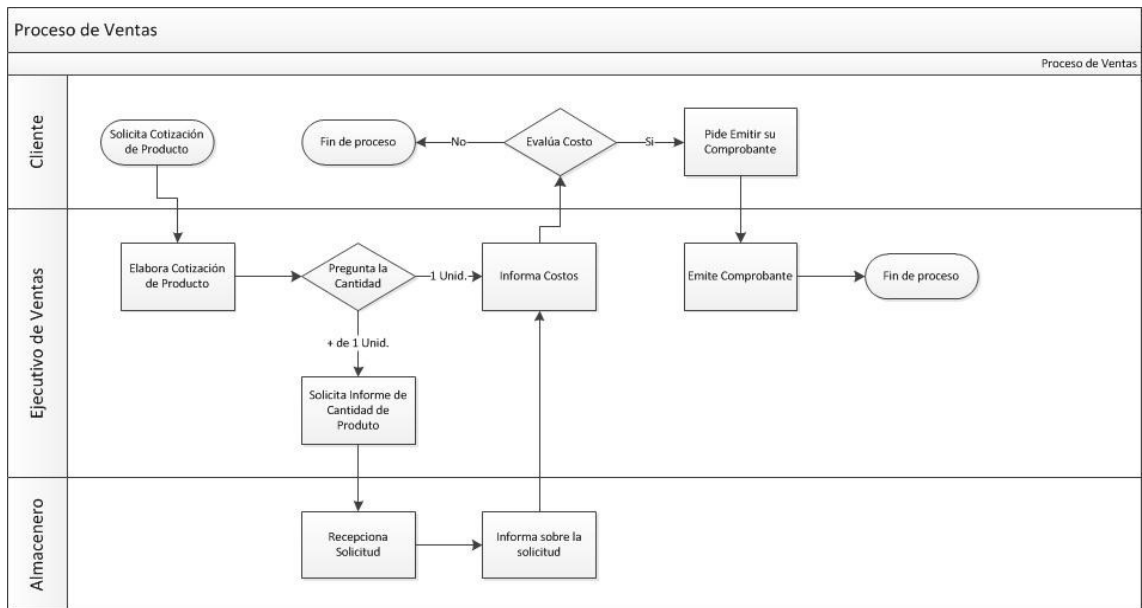 Proceso de Ventas
Proceso de Ventas
Cliente
Solicita Cotización
de Producto
Fin de proceso
No
Evalúa Costo
Si
Pide Emitir su
Comprobante
Ejecutivo de Ventas
Elabora Cotización
de Producto
Pregunta la
Cantidad
1 Unid.
Informa Costos
Emite Comprobante
Fin de proceso
+ de 1 Unid.
Solicita Informe de
Cantidad de
Produto
Almacenero
Recepciona
Solicitud
Informa sobre la
solicitud